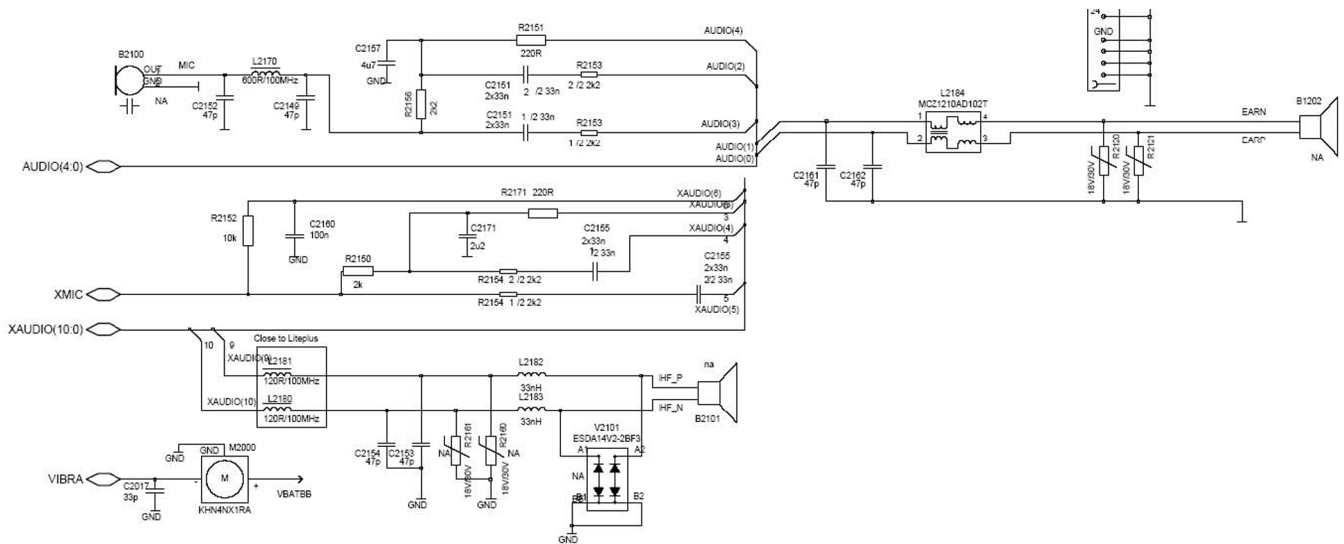 24
GND
R2151
220R
AUDIO(4)
C2157
4u7
GND
B2100
OUT
GND
MIC
NA
L2170
600R/100MHz
C2152
47p
C2149
47p
R2156
2k2
C2151
2x33n
2 /2 33n
R2153
2 /2 2k2
AUDIO(2)
C2151
2x33n
1 /2 33n
R2153
1 /2 2k2
AUDIO(3)
AUDIO(1)
AUDIO(0)
AUDIO(4:0)
L2184
MCZ1210AD102T
1
4
2
3
C2161
47p
C2162
47p
R2120
18V/30V
R2121
18V/30V
EARN
EARP
B1202
NA
R2171 220R
XAUDIO(6)
3
R2152
10k
C2160
100n
GND
C2171
2u2
C2155
2x33n
1/2 33n
XAUDIO(4)
4
R2150
2k
R2154 2 /2 2k2
C2155
2x33n
2/2 33n
XMIC
R2154 1 /2 2k2
5
XAUDIO(5)
XAUDIO(10:0)
10
9
Close to Liteplus
XAUDIO(9)
L2181
120R/100MHz
XAUDIO(10)
L2180
120R/100MHz
L2182
33nH
L2183
33nH
IHF_P
IHF_N
na
B2101
C2154
47p
C2153
47p
GND
NA
R2161
18V/30V
R2160
NA
18V/30V
GND
V2101
ESDA14V2-2BF3
A1
A2
NA
B1
B2
GND
VIBRA
C2017
33p
GND
GND
GND
M2000
M
-
+
KHN4NX1RA
VBATBB